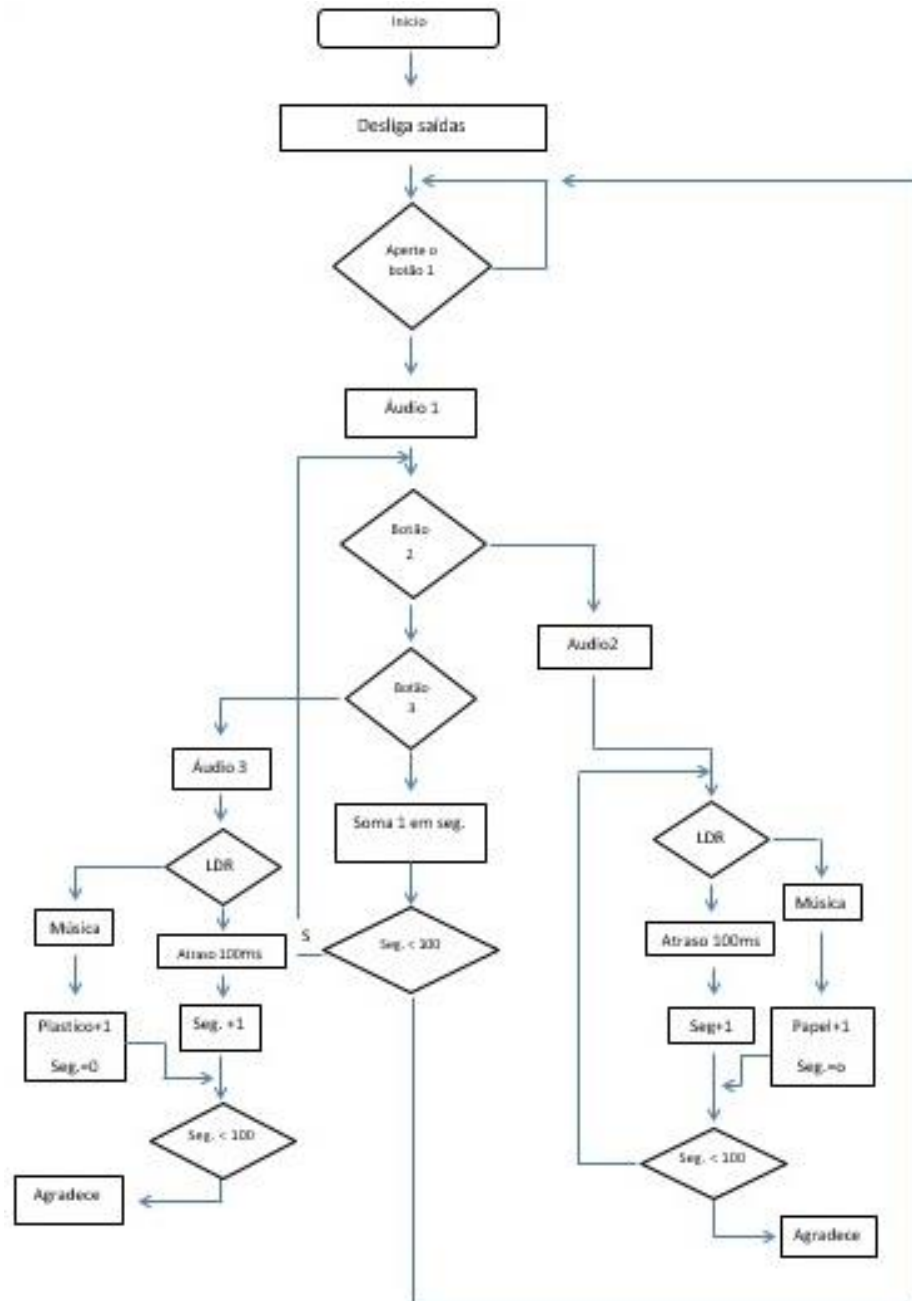 Inicio
Desliga saídas
Aperte o
botão 1
Áudio 1
Botão
2
Audio2
Botão
3
Áudio 3
Soma 1 em seg.
LDR
LDR
Música
Música
S
Seg. < 100
Atraso 100ms
Atraso 100ms
Plastico+1
Seg.=0
Seg. +1
Seg+1
Papel+1
Seg.=o
Seg. < 100
Seg. < 100
Agradece
Agradece